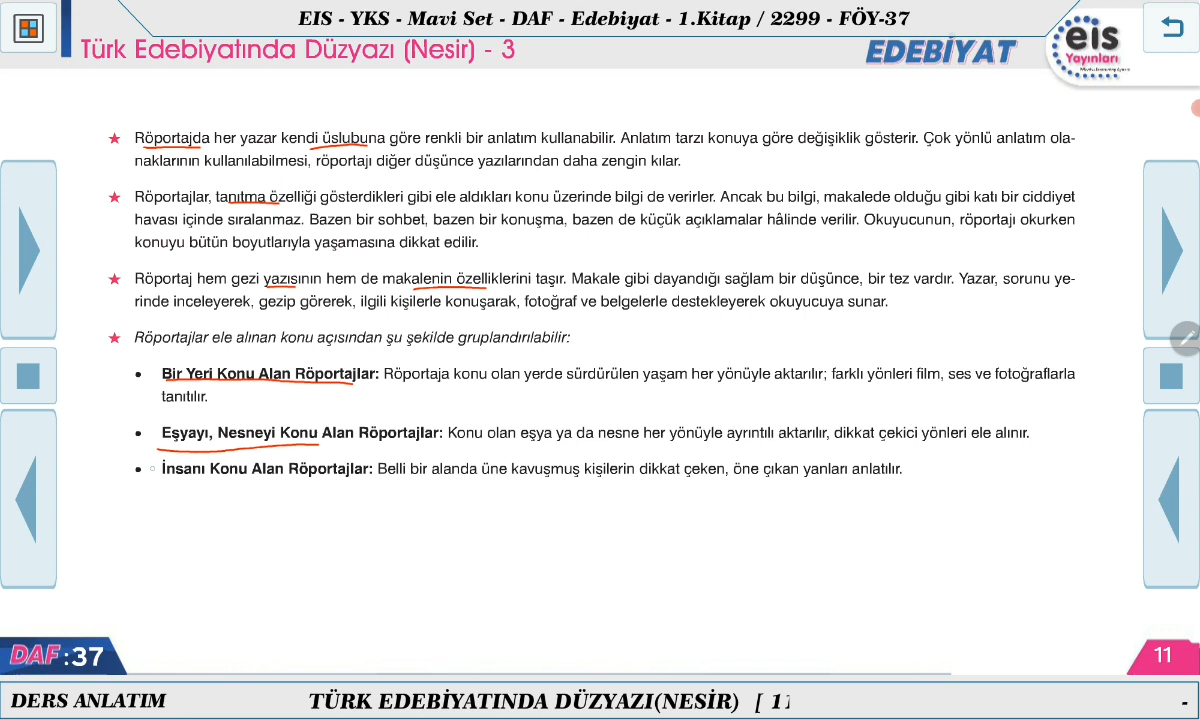 EIS - YKS - Mavi Set - DAF - Edebiyat - 1.Kitap / 2299 - FÖY-37
Türk Edebiyatında Düzyazı (Nesir) - 3
EDEBİYAT
eis
Yayınları
Röportajda her yazar kendi üslubuna göre renkli bir anlatım kullanabilir. Anlatım tarzı konuya göre değişiklik gösterir. Çok yönlü anlatım ola-
naklarının kullanılabilmesi, röportajı diğer düşünce yazılarından daha zengin kılar.
Röportajlar, tanıtma özelliği gösterdikleri gibi ele aldıkları konu üzerinde bilgi de verirler. Ancak bu bilgi, makalede olduğu gibi katı bir ciddiyet
havası içinde sıralanmaz. Bazen bir sohbet, bazen bir konuşma, bazen de küçük açıklamalar hâlinde verilir. Okuyucunun, röportajı okurken
konuyu bütün boyutlarıyla yaşamasına dikkat edilir.
Röportaj hem gezi yazısının hem de makalenin özelliklerini taşır. Makale gibi dayandığı sağlam bir düşünce, bir tez vardır. Yazar, sorunu ye-
rinde inceleyerek, gezip görerek, ilgili kişilerle konuşarak, fotoğraf ve belgelerle destekleyerek okuyucuya sunar.
Röportajlar ele alınan konu açısından şu şekilde gruplandırılabilir:
Bir Yeri Konu Alan Röportajlar: Röportaja konu olan yerde sürdürülen yaşam her yönüyle aktarılır; farklı yönleri film, ses ve fotoğraflarla
tanıtılır.
Eşyayı, Nesneyi Konu Alan Röportajlar: Konu olan eşya ya da nesne her yönüyle ayrıntılı aktarılır, dikkat çekici yönleri ele alınır.
İnsanı Konu Alan Röportajlar: Belli bir alanda üne kavuşmuş kişilerin dikkat çeken, öne çıkan yanları anlatılır.
DAF : 37
11
DERS ANLATIM
TÜRK EDEBİYATINDA DÜZYAZI(NESİR) [ 11
-